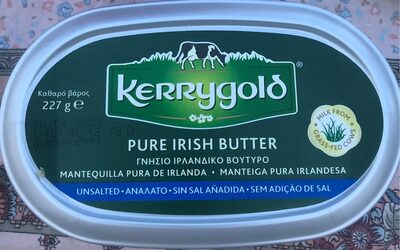 Καθαρό βάρος
227 g ℮
Kerrygold®
MILK FROM
GRASS-FED COWS
PURE IRISH BUTTER
ΓΝΗΣΙΟ ΙΡΛΑΝΔΙΚΟ ΒΟΥΤΥΡΟ
MANTEQUILLA PURA DE IRLANDA • MANTEIGA PURA IRLANDESA
UNSALTED • ΑΝΑΛΑΤΟ • SIN SAL AÑADIDA • SEM ADIÇÃO DE SAL